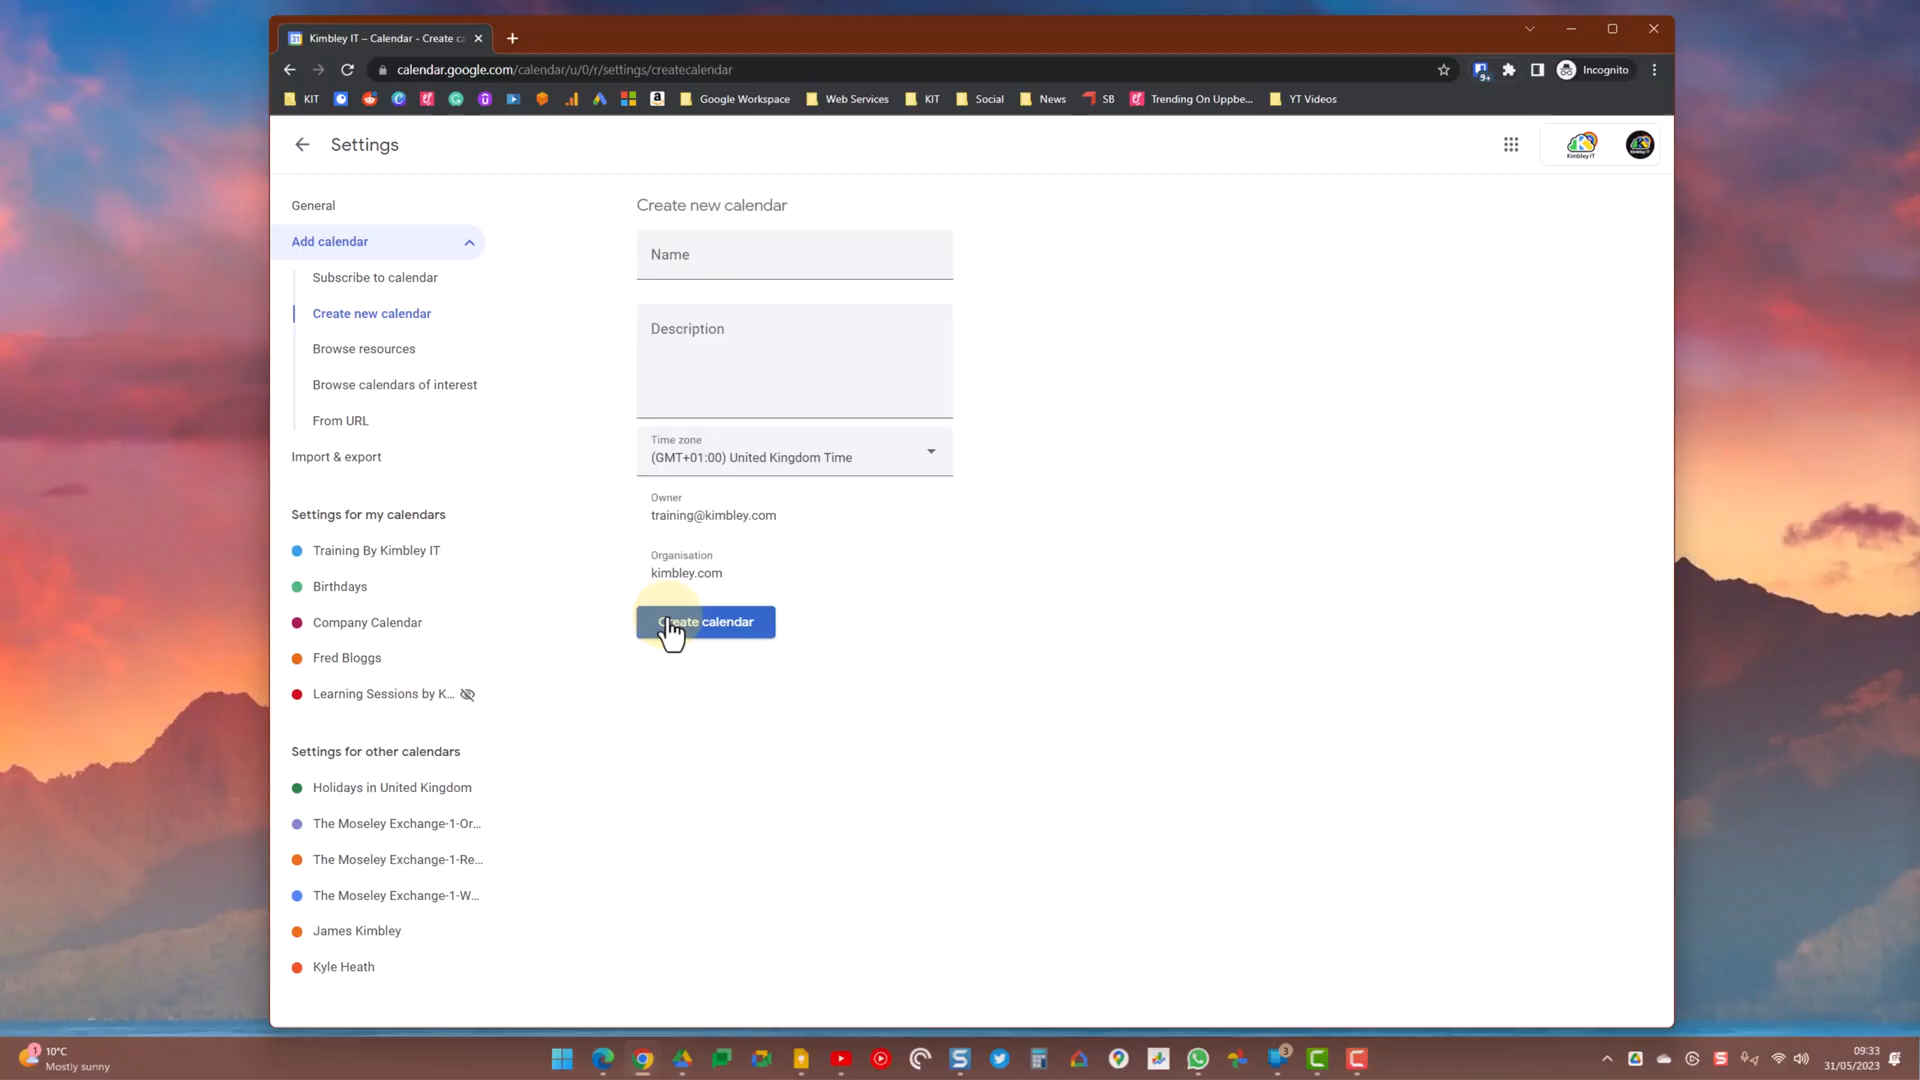 Kimbley IT – Calendar - Create ca
calendar.google.com/calendar/u/0/r/settings/createcalendar
9+
Incognito
KIT
Google Workspace
Web Services
KIT
Social
News
SB
Trending On Uppbe...
YT Videos
Settings
Kimbley IT
General
Add calendar
Subscribe to calendar
Create new calendar
Browse resources
Browse calendars of interest
From URL
Import & export
Settings for my calendars
Training By Kimbley IT
Birthdays
Company Calendar
Fred Bloggs
Learning Sessions by K...
Settings for other calendars
Holidays in United Kingdom
The Moseley Exchange-1-Or...
The Moseley Exchange-1-Re...
The Moseley Exchange-1-W...
James Kimbley
Kyle Heath
Create new calendar
Name
Description
Time zone
(GMT+01:00) United Kingdom Time
Owner
training@kimbley.com
Organisation
kimbley.com
Create calendar
1
10°C
Mostly sunny
3
09:33
31/05/2023